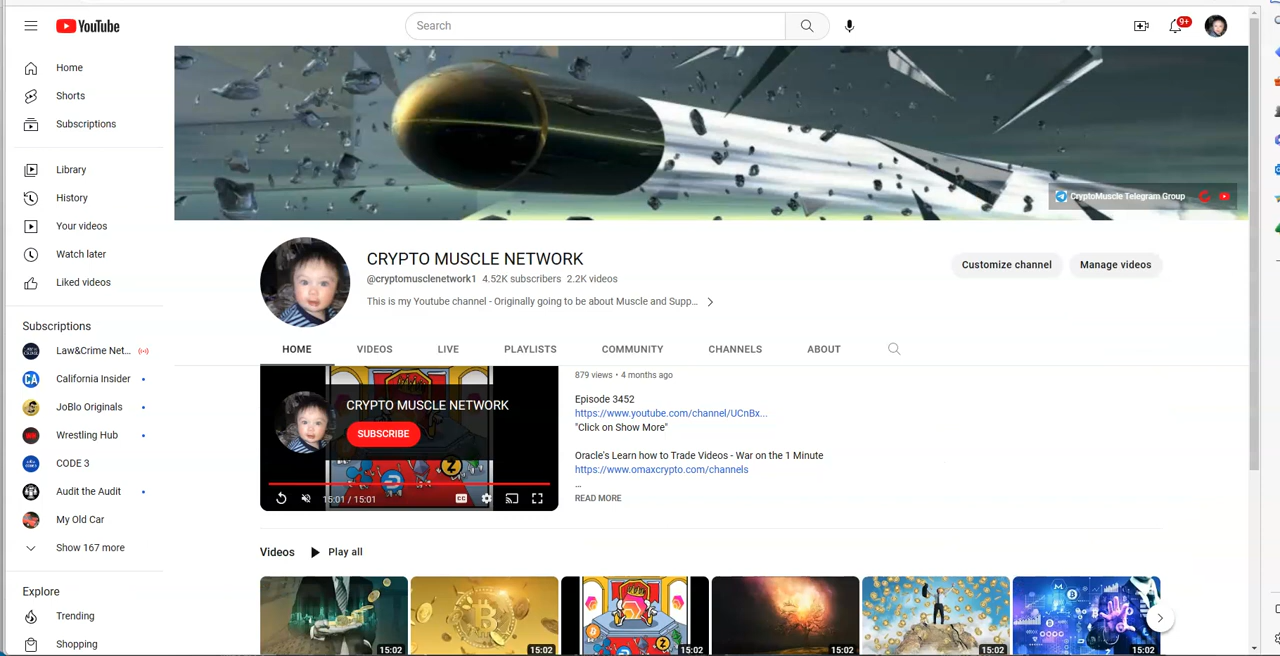 YouTube
Search
9+
Home
Shorts
Subscriptions
Library
History
Your videos
Watch later
Liked videos
Subscriptions
Law&Crime Net...
California Insider
JoBlo Originals
Wrestling Hub
CODE 3
Audit the Audit
My Old Car
Show 167 more
Explore
Trending
Shopping
CryptoMuscle Telegram Group
CRYPTO MUSCLE NETWORK
@cryptomusclenetwork1 4.52K subscribers 2.2K videos
This is my Youtube channel - Originally going to be about Muscle and Supp...
Customize channel
Manage videos
HOME
VIDEOS
LIVE
PLAYLISTS
COMMUNITY
CHANNELS
ABOUT
CRYPTO MUSCLE NETWORK
SUBSCRIBE
15:01 / 15:01
879 views • 4 months ago
Episode 3452
https://www.youtube.com/channel/UCnBx...
"Click on Show More"
Oracle's Learn how to Trade Videos - War on the 1 Minute
https://www.omaxcrypto.com/channels
...
READ MORE
Videos
Play all
15:02
15:02
15:02
15:02
15:02
15:02